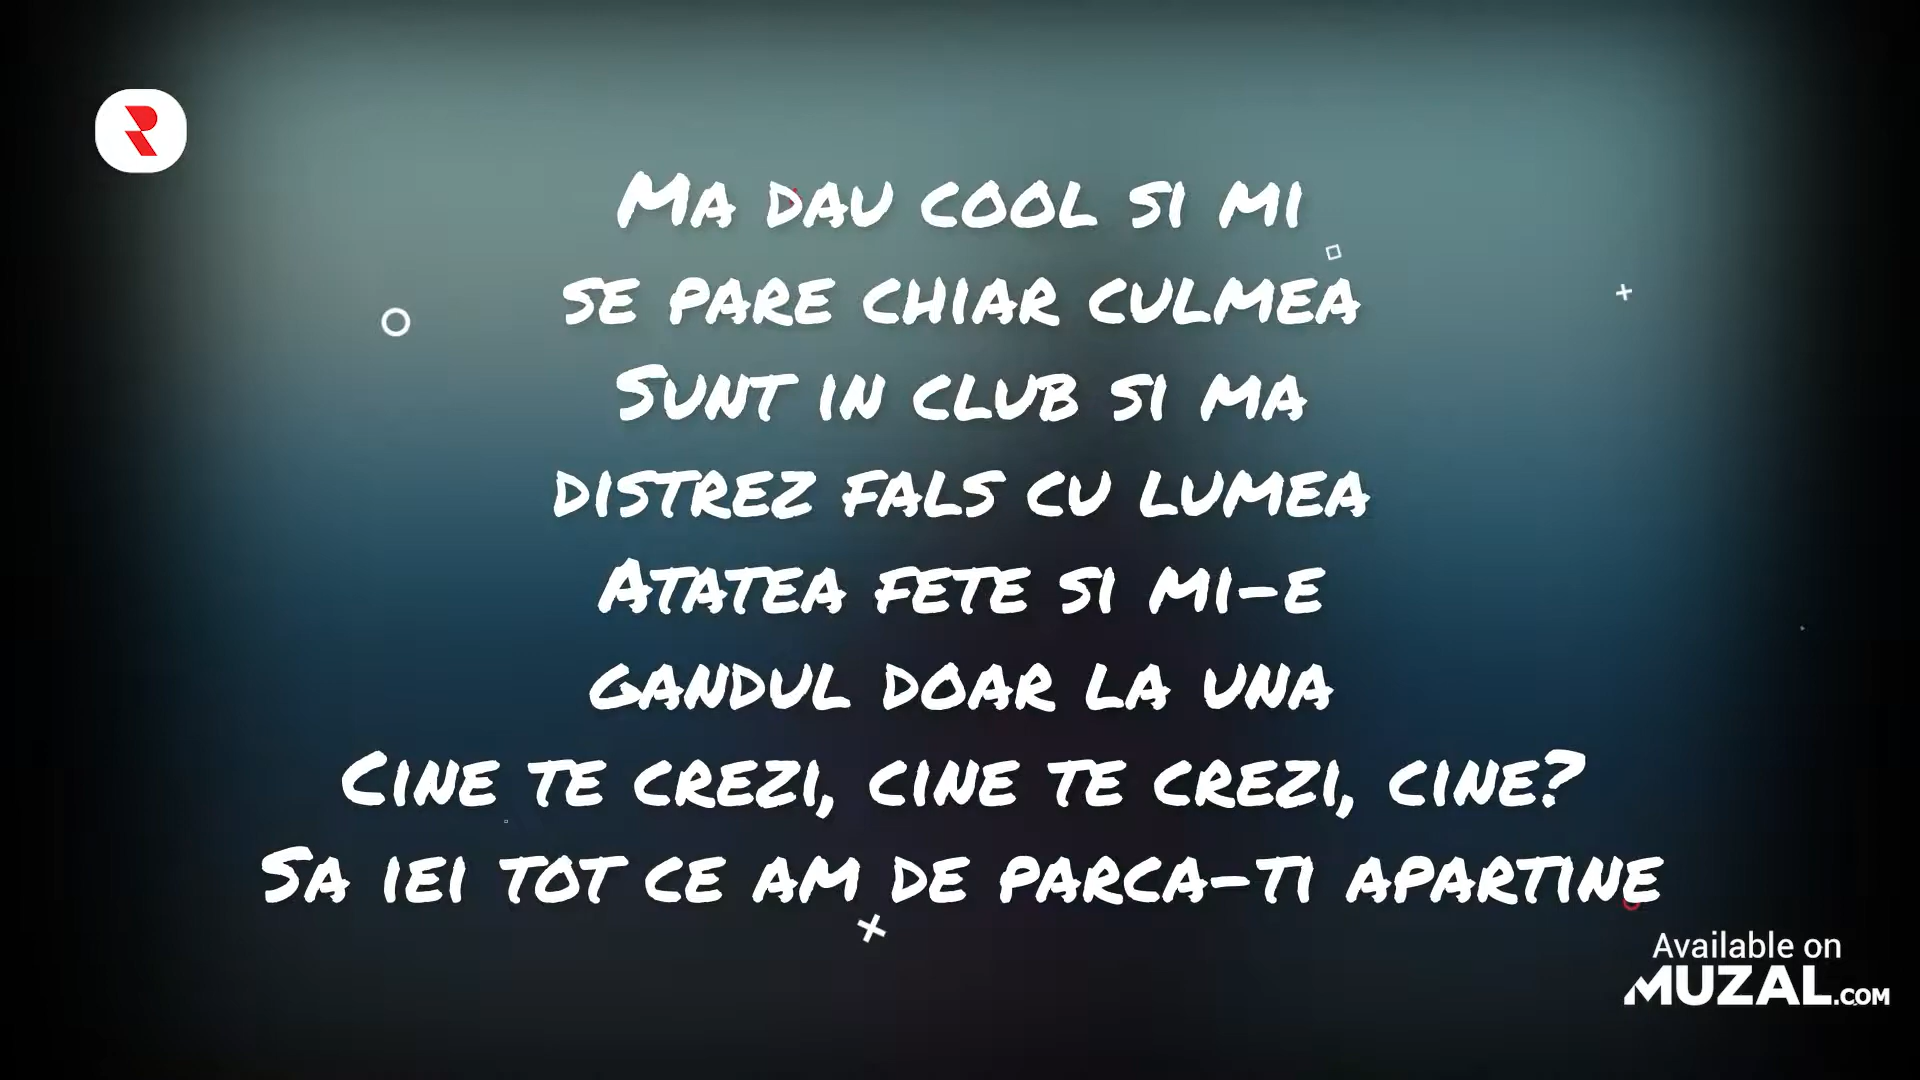 Ma dau cool si mi
se pare chiar culmea
Sunt in club si ma
distrez fals cu lumea
Atatea fete si mi-e
gandul doar la una
Cine te crezi, cine te crezi, cine?
Sa iei tot ce am de parca-ti apartine
Available on
MUZAL.COM